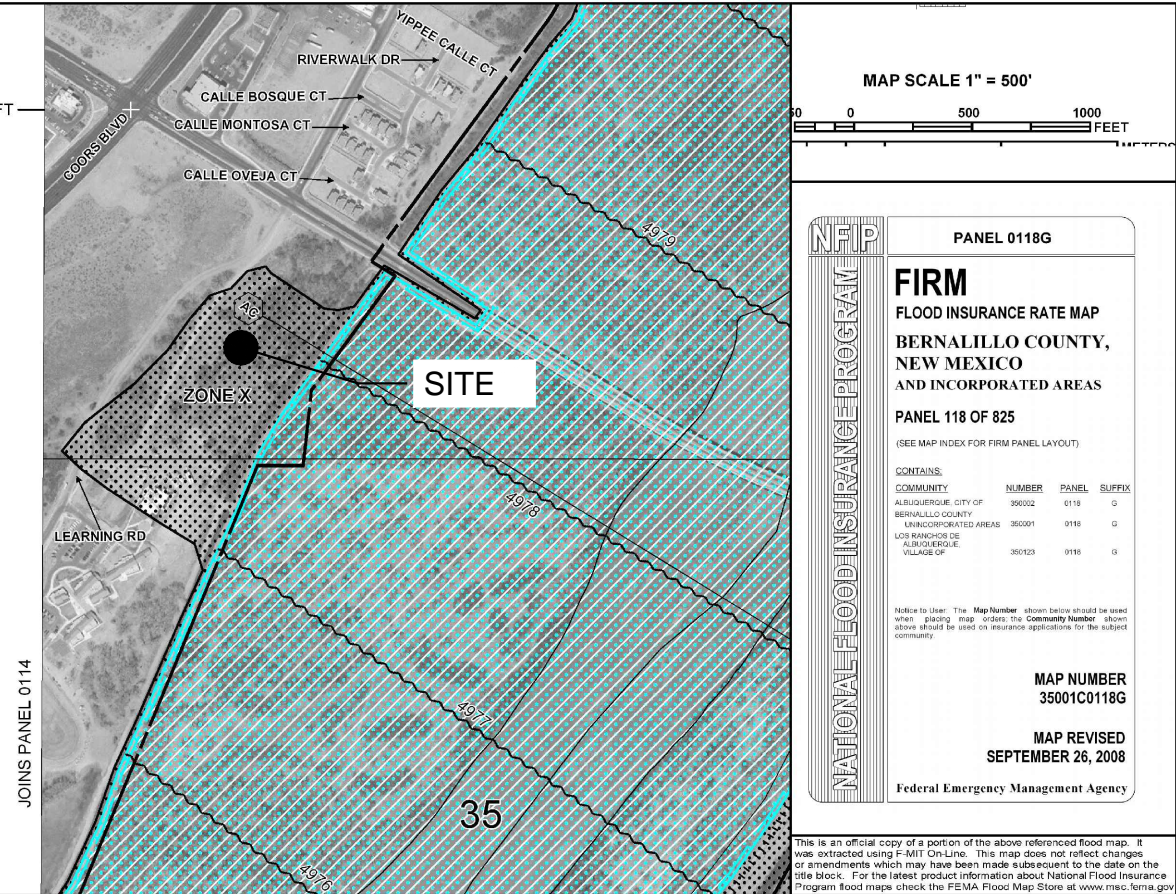 YIPPEE CALLE CT
RIVERWALK DR
CALLE BOSQUE CT
CALLE MONTOSA CT
CALLE OVEJA CT
FT
COORS BLVD
4979
AG
SITE
ZONE X
4978
LEARNING RD
4977
JOINS PANEL 0114
35
4976
MAP SCALE 1" = 500'
0 500 1000
FEET
METERS
NFIP
PANEL 0118G
NATIONAL FLOOD INSURANCE PROGRAM
FIRM
FLOOD INSURANCE RATE MAP
BERNALILLO COUNTY,
NEW MEXICO
AND INCORPORATED AREAS
PANEL 118 OF 825
(SEE MAP INDEX FOR FIRM PANEL LAYOUT)
CONTAINS:
COMMUNITY NUMBER PANEL SUFFIX
ALBUQUERQUE, CITY OF 350002 0118 G
BERNALILLO COUNTY
UNINCORPORATED AREAS 350001 0118 G
LOS RANCHOS DE
ALBUQUERQUE,
VILLAGE OF 350123 0118 G
Notice to User: The Map Number shown below should be used
when placing map orders: the Community Number shown
above should be used on insurance applications for the subject
community.
MAP NUMBER
35001C0118G
MAP REVISED
SEPTEMBER 26, 2008
Federal Emergency Management Agency
This is an official copy of a portion of the above referenced flood map. It
was extracted using F-MIT On-Line. This map does not reflect changes
or amendments which may have been made subsequent to the date on the
title block. For the latest product information about National Flood Insurance
Program flood maps check the FEMA Flood Map Store at www.msc.fema.gov